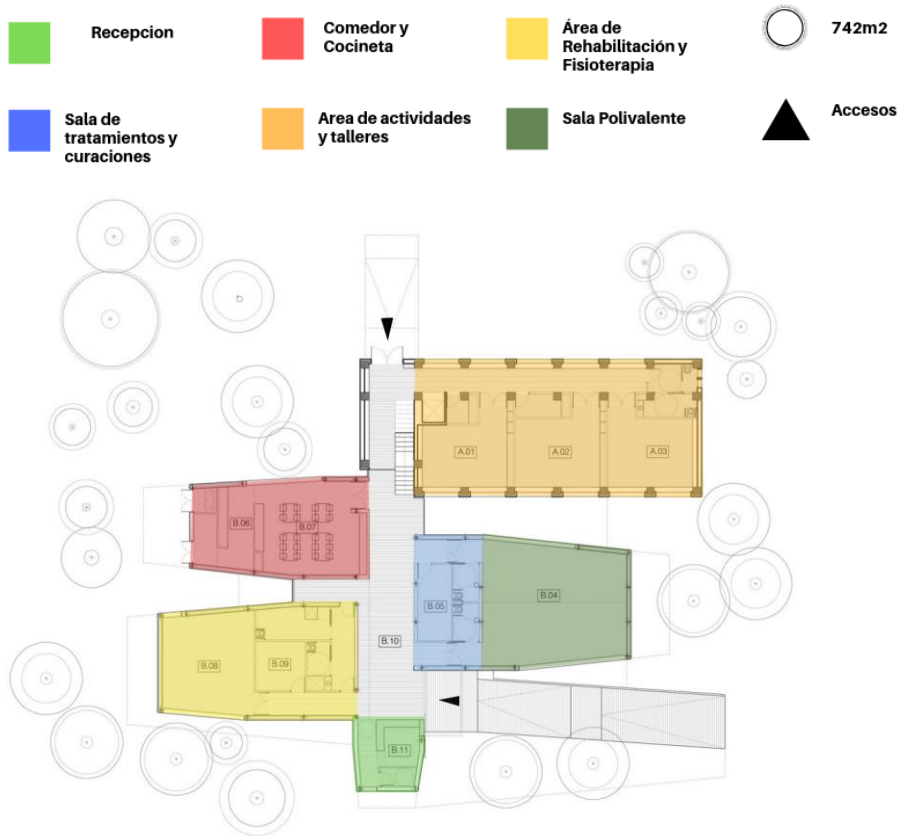 Recepcion
Comedor y
Cocineta
Área de
Rehabilitación y
Fisioterapia
742m2
Sala de
tratamientos y
curaciones
Area de actividades
y talleres
Sala Polivalente
Accesos
A.01
A.02
A.03
B.06
B.07
B.05
B.04
B.10
B.08
B.09
B.11